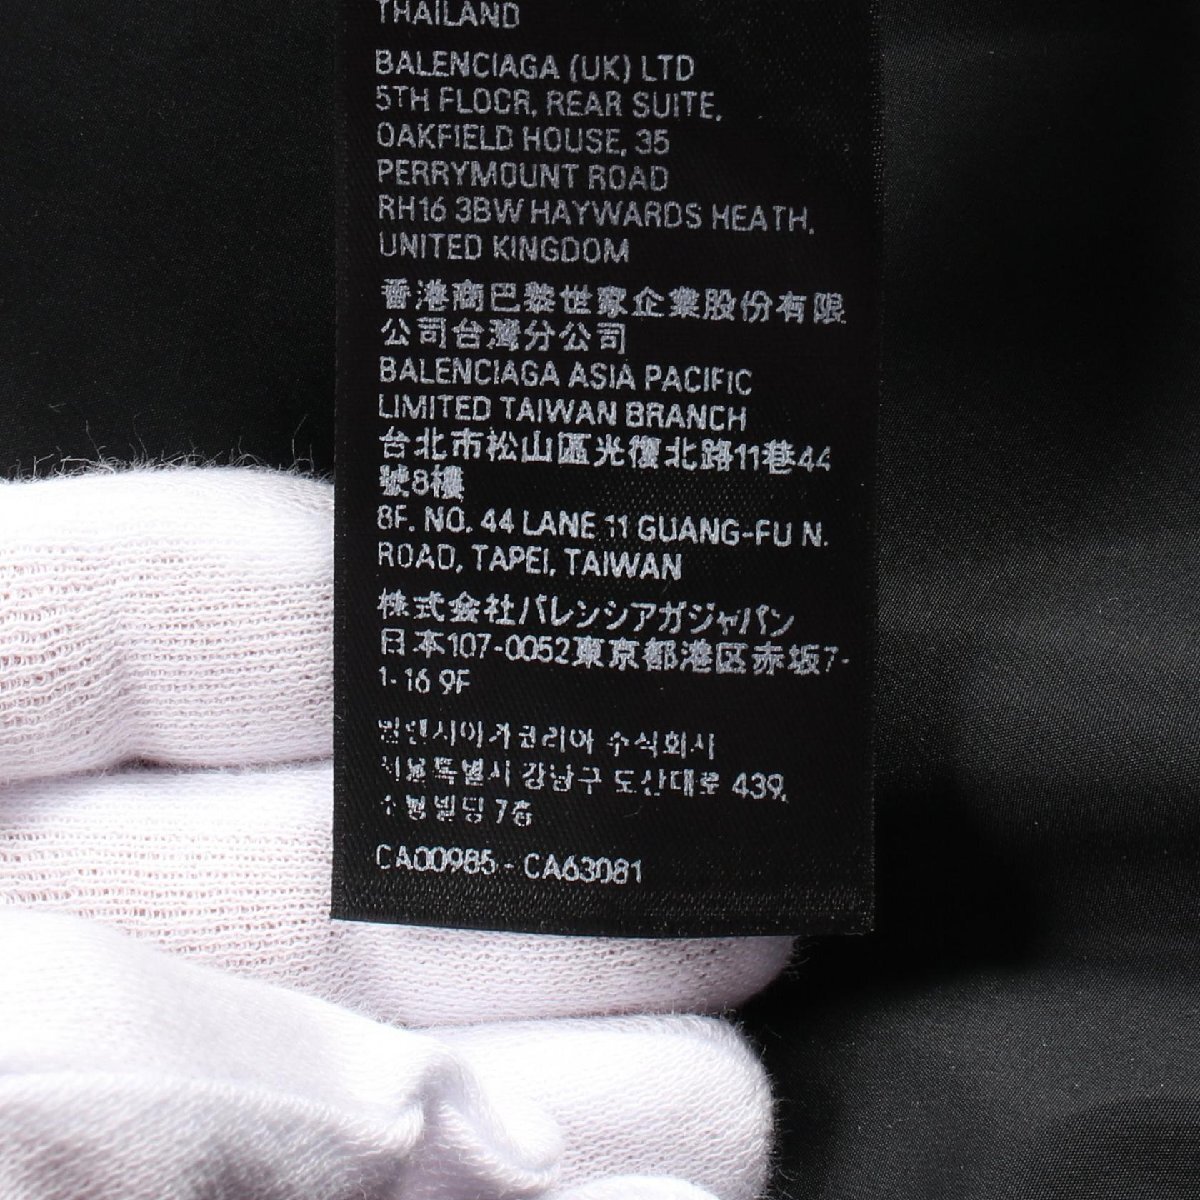 THAILAND
BALENCIAGA (UK) LTD
5TH FLOOR, REAR SUITE,
OAKFIELD HOUSE, 35
PERRYMOUNT ROAD
RH16 3BW HAYWARDS HEATH,
UNITED KINGDOM
香港商巴黎世家企業股份有限
公司台灣分公司
BALENCIAGA ASIA PACIFIC
LIMITED TAIWAN BRANCH
台北市松山區光復北路11巷44
號8樓
8F, NO. 44 LANE 11 GUANG-FU N.
ROAD, TAPEI, TAIWAN
株式会社バレンシアガジャパン
日本107-0052東京都港区赤坂7-
1-16 9F
발렌시아가코리아 주식회사
서울특별시 강남구 도산대로 439,
빌딩 7층
CA00985 - CA63081